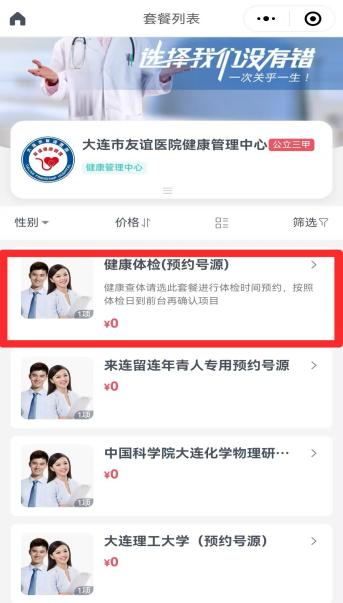 套餐列表
选择我们没有错
一次关乎一生！
大连市友谊医院健康管理中心 公立三甲
健康管理中心
性别 价格 筛选
健康体检(预约号源)
健康查体请选此套餐进行体检时间预约，按照
体检日到前台再确认项目
1项
¥0
来连留连年青人专用预约号源
¥0
1项
中国科学院大连化学物理研···
¥0
1项
大连理工大学（预约号源）
¥0
1项